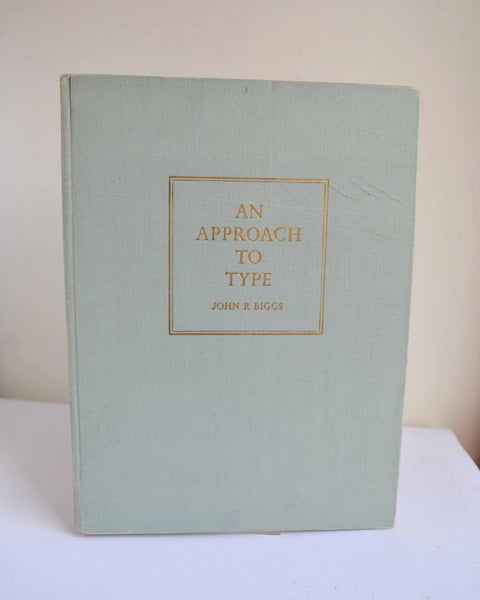 AN
APPROACH
TO
TYPE
JOHN R BIGGS